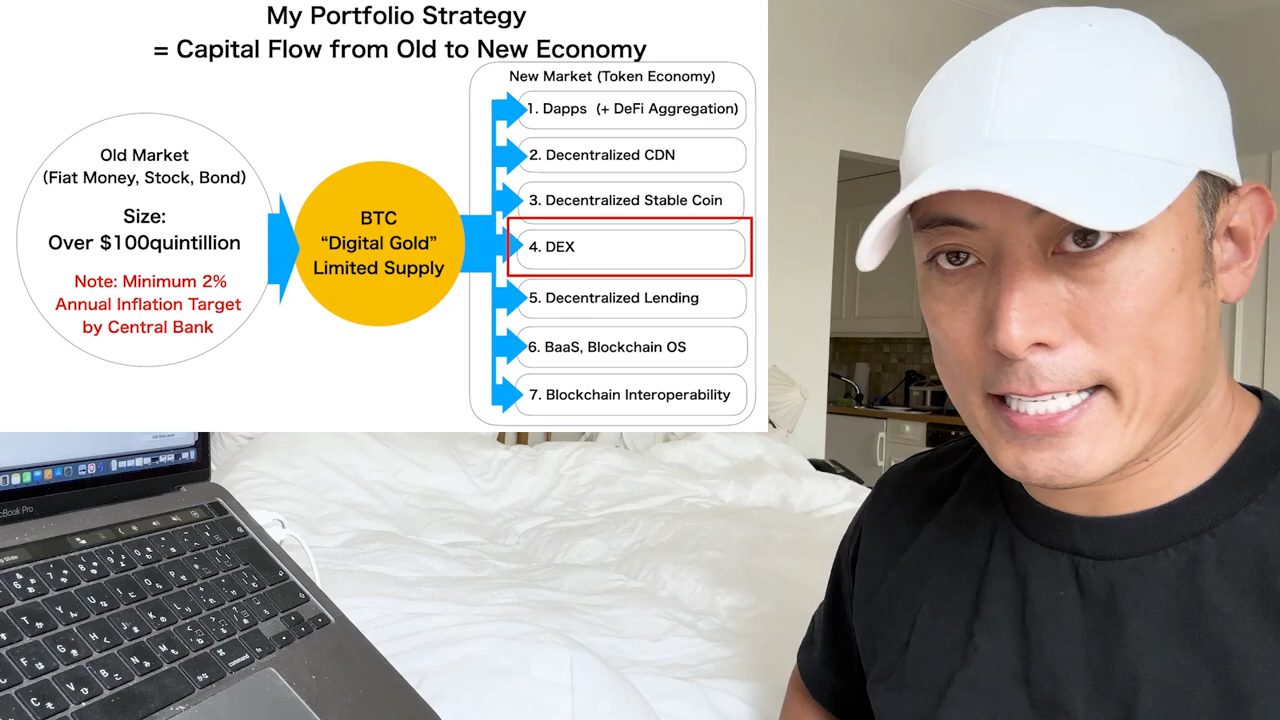 My Portfolio Strategy
= Capital Flow from Old to New Economy
Old Market
(Fiat Money, Stock, Bond)
Size:
Over $100quintillion
Note: Minimum 2%
Annual Inflation Target
by Central Bank
BTC
“Digital Gold”
Limited Supply
New Market (Token Economy)
1. Dapps (+ DeFi Aggregation)
2. Decentralized CDN
3. Decentralized Stable Coin
4. DEX
5. Decentralized Lending
6. BaaS, Blockchain OS
7. Blockchain Interoperability
Book Pro
command